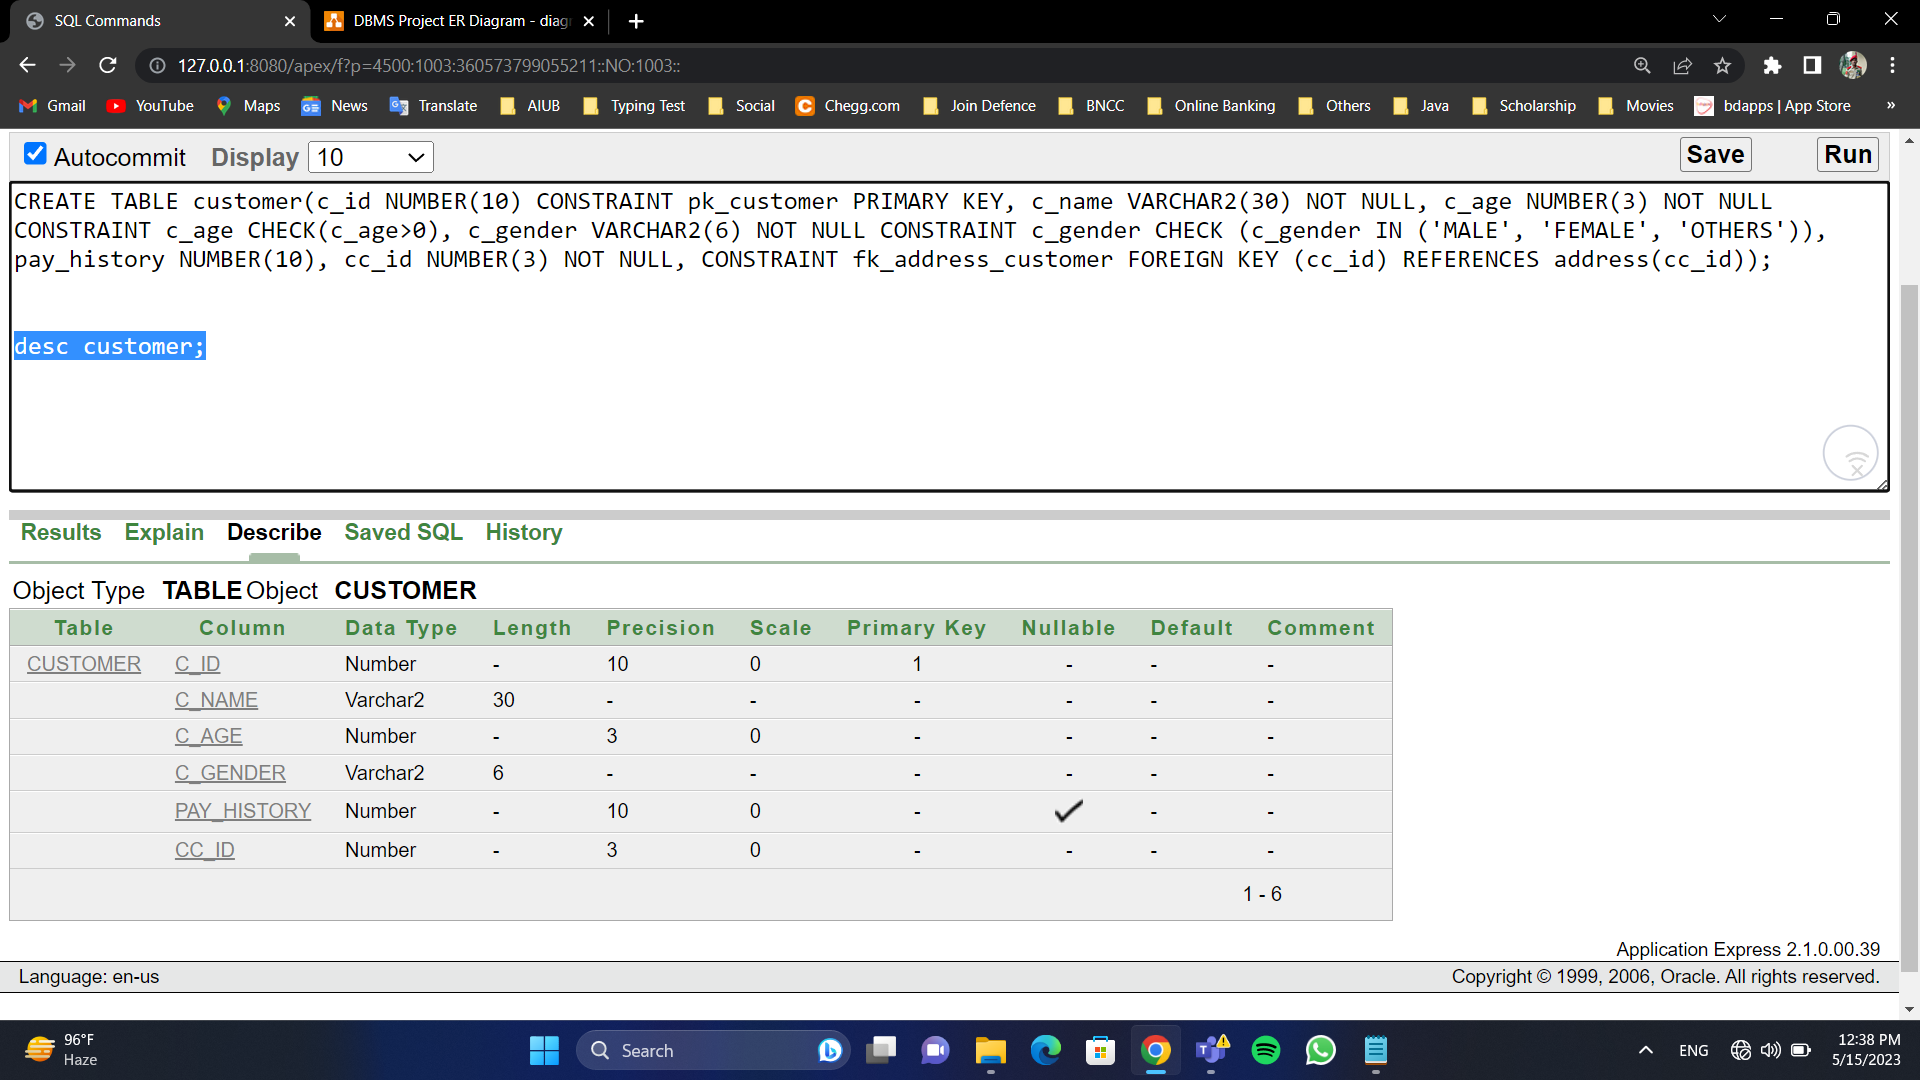 SQL Commands
DBMS Project ER Diagram - diag
127.0.0.1:8080/apex/f?p=4500:1003:360573799055211::NO:1003::
Gmail YouTube Maps News Translate AIUB Typing Test Social Chegg.com Join Defence BNCC Online Banking Others Java Scholarship Movies bdapps | App Store »
Autocommit Display 10 Save Run
CREATE TABLE customer(c_id NUMBER(10) CONSTRAINT pk_customer PRIMARY KEY, c_name VARCHAR2(30) NOT NULL, c_age NUMBER(3) NOT NULL
CONSTRAINT c_age CHECK(c_age>0), c_gender VARCHAR2(6) NOT NULL CONSTRAINT c_gender CHECK (c_gender IN ('MALE', 'FEMALE', 'OTHERS')),
pay_history NUMBER(10), cc_id NUMBER(3) NOT NULL, CONSTRAINT fk_address_customer FOREIGN KEY (cc_id) REFERENCES address(cc_id));
desc customer;
Results Explain Describe Saved SQL History
Object Type TABLE Object CUSTOMER
Table Column Data Type Length Precision Scale Primary Key Nullable Default Comment
CUSTOMER C_ID Number - 10 0 1 - - -
C_NAME Varchar2 30 - - - - - -
C_AGE Number - 3 0 - - - -
C_GENDER Varchar2 6 - - - - - -
PAY_HISTORY Number - 10 0 - ✓ - -
CC_ID Number - 3 0 - - - -
1 - 6
Application Express 2.1.0.00.39
Language: en-us Copyright © 1999, 2006, Oracle. All rights reserved.
96°F
Haze
Search
ENG
12:38 PM
5/15/2023